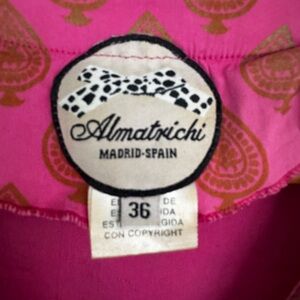 Almatrichi
MADRID-SPAIN
36
DE
CON COPYRIGHT